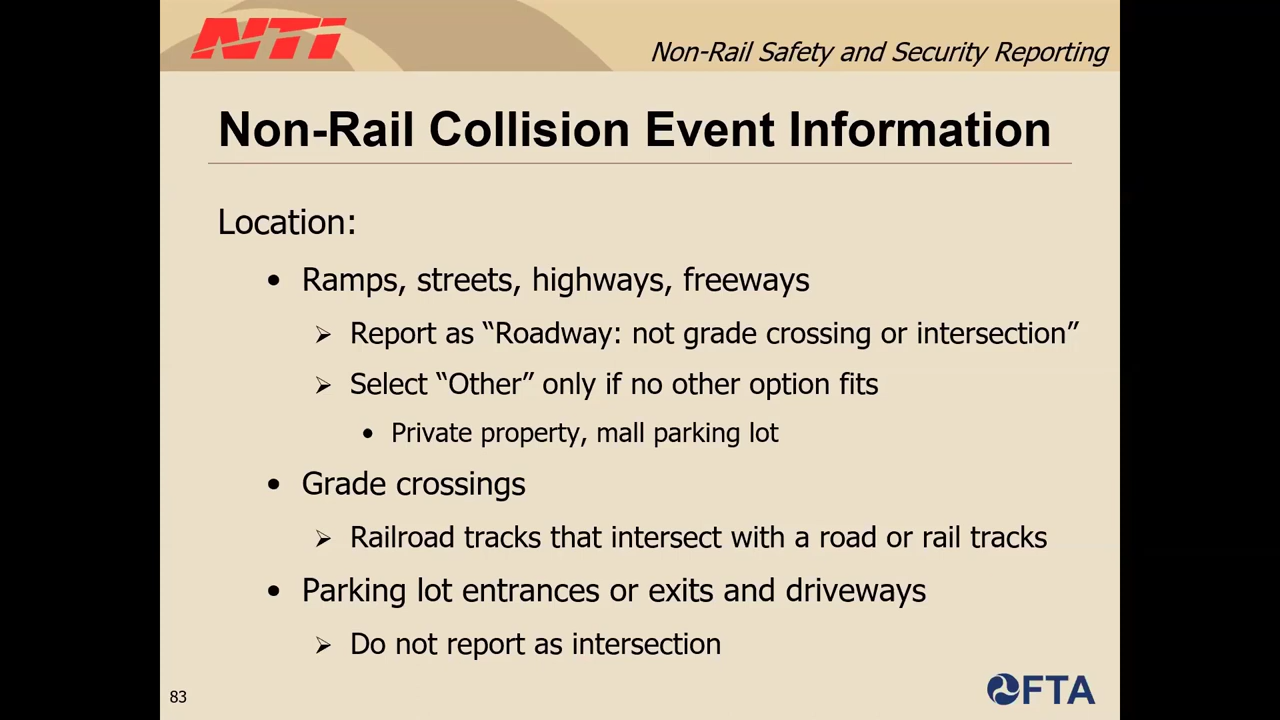 NTI
Non-Rail Safety and Security Reporting
Non-Rail Collision Event Information
Location:
• Ramps, streets, highways, freeways
➢ Report as “Roadway: not grade crossing or intersection”
➢ Select “Other” only if no other option fits
• Private property, mall parking lot
• Grade crossings
➢ Railroad tracks that intersect with a road or rail tracks
• Parking lot entrances or exits and driveways
➢ Do not report as intersection
83
FTA